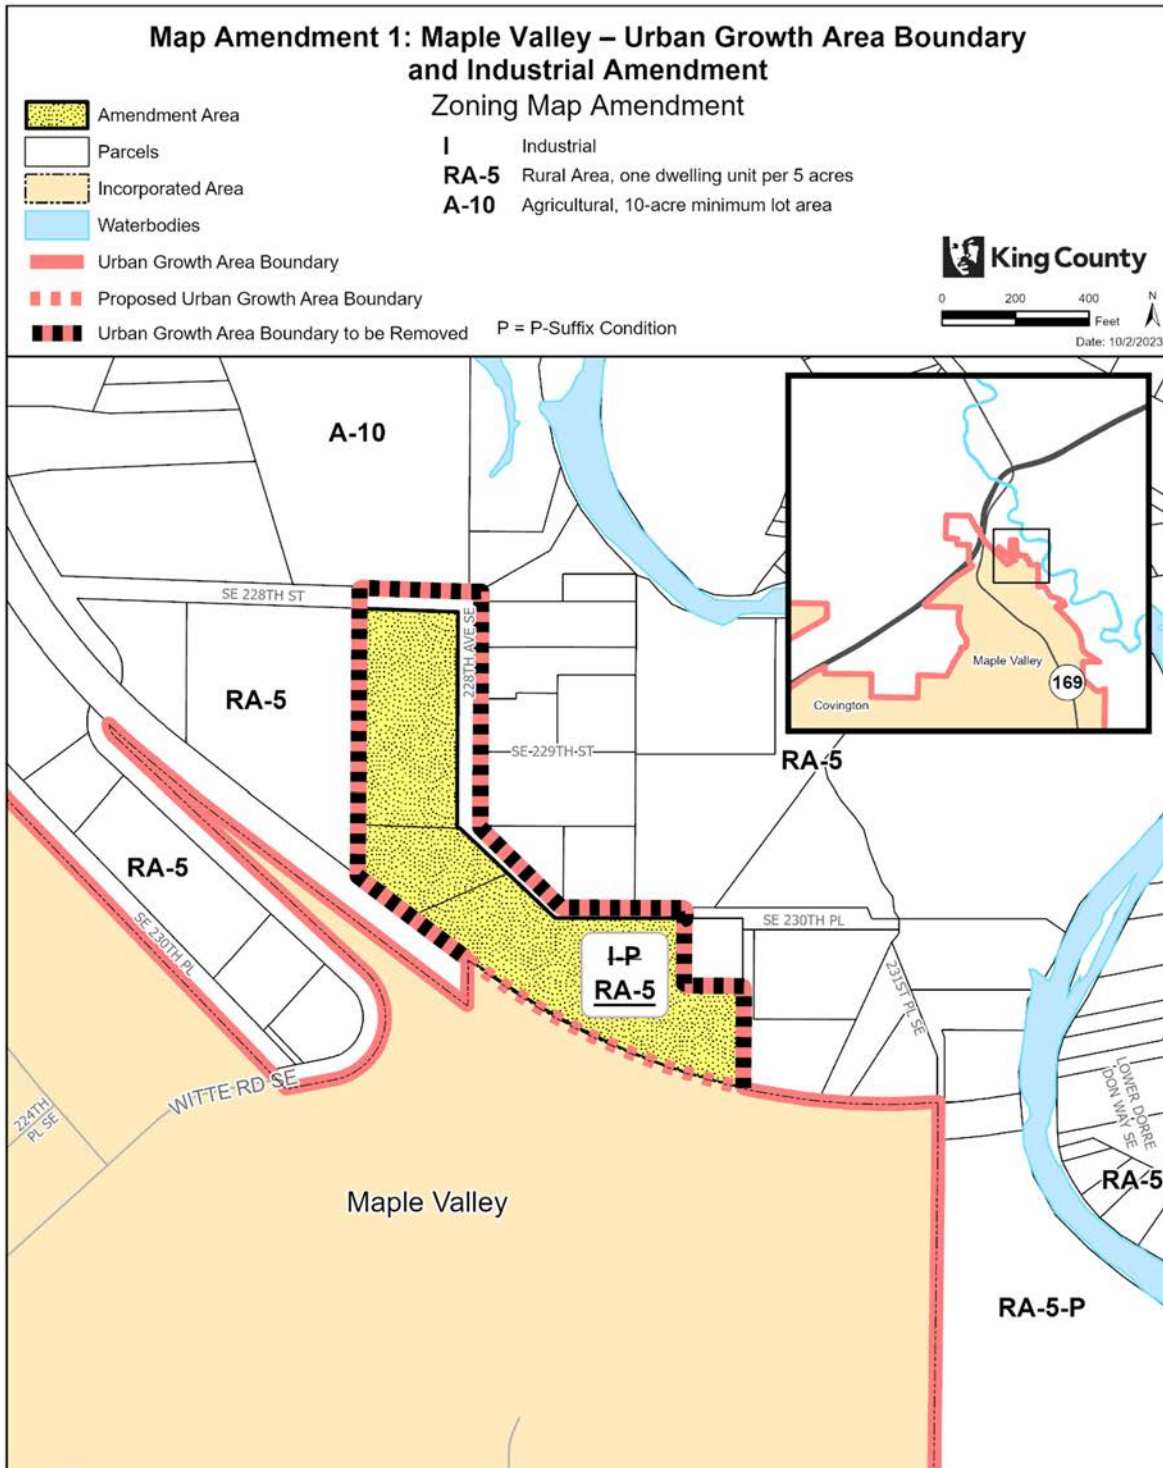 Map Amendment 1: Maple Valley – Urban Growth Area Boundary
and Industrial Amendment
Zoning Map Amendment
Amendment Area
Parcels
Incorporated Area
Waterbodies
Urban Growth Area Boundary
Proposed Urban Growth Area Boundary
Urban Growth Area Boundary to be Removed
I Industrial
RA-5 Rural Area, one dwelling unit per 5 acres
A-10 Agricultural, 10-acre minimum lot area
P = P-Suffix Condition
King County
0 200 400
Feet
N
Date: 10/2/2023
A-10
SE 228TH ST
228TH AVE SE
RA-5
SE 229TH ST
RA-5
Maple Valley
169
Covington
RA-5
SE 230TH PL
I-P
RA-5
SE 230TH PL
231ST PL SE
WITTE RD SE
224TH
PL SE
LOWER DORRE
DON WAY SE
RA-5
Maple Valley
RA-5-P